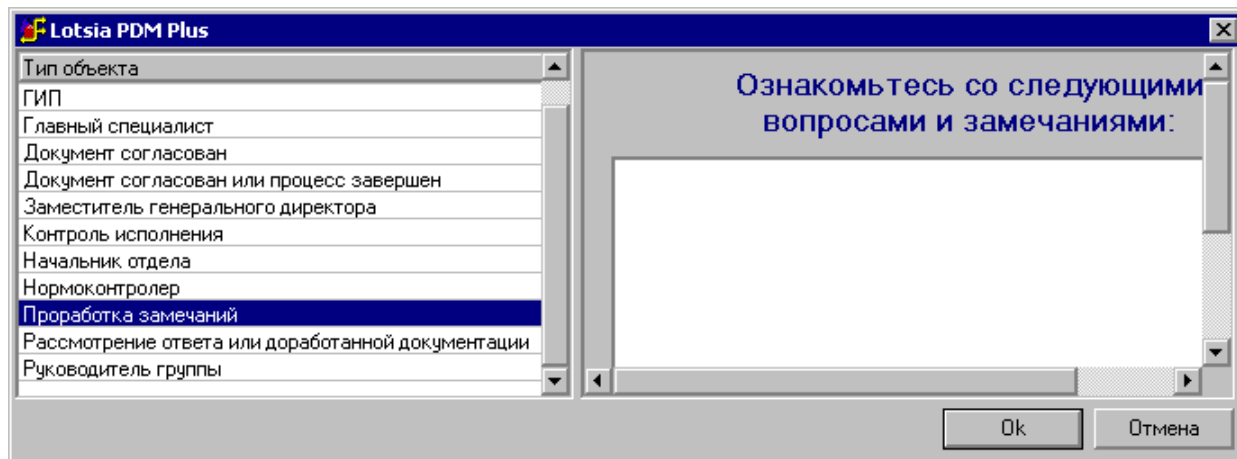 Lotsia PDM Plus
Тип объекта
ГИП
Главный специалист
Документ согласован
Документ согласован или процесс завершен
Заместитель генерального директора
Контроль исполнения
Начальник отдела
Нормоконтролер
Проработка замечаний
Рассмотрение ответа или доработанной документации
Руководитель группы
Ознакомьтесь со следующими
вопросами и замечаниями:
Ok
Отмена